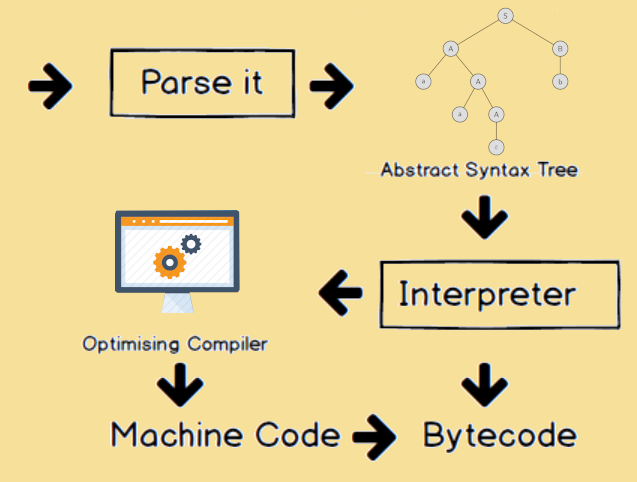 Parse it
S
A
B
a
A
b
a
A
c
Abstract Syntax Tree
Interpreter
Optimising Compiler
Machine Code
Bytecode